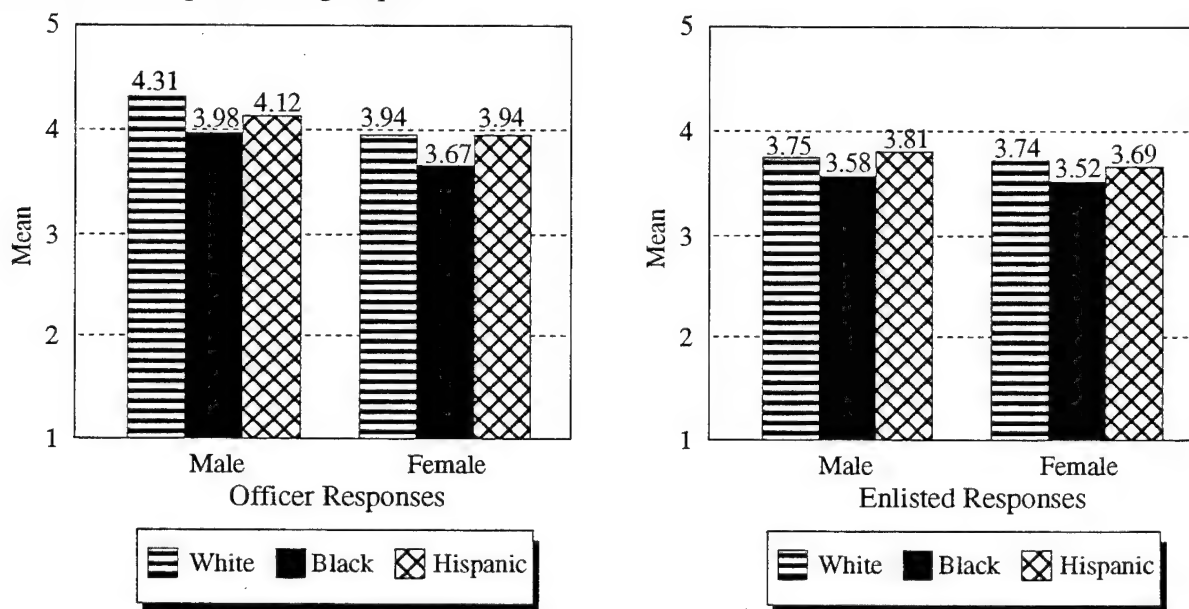 5
4.31
3.98
4.12
3.94
3.67
3.94
4
3
2
1
Mean
Male
Female
Officer Responses
White
Black
Hispanic
5
3.75
3.58
3.81
3.74
3.52
3.69
4
3
2
1
Mean
Male
Female
Enlisted Responses
White
Black
Hispanic